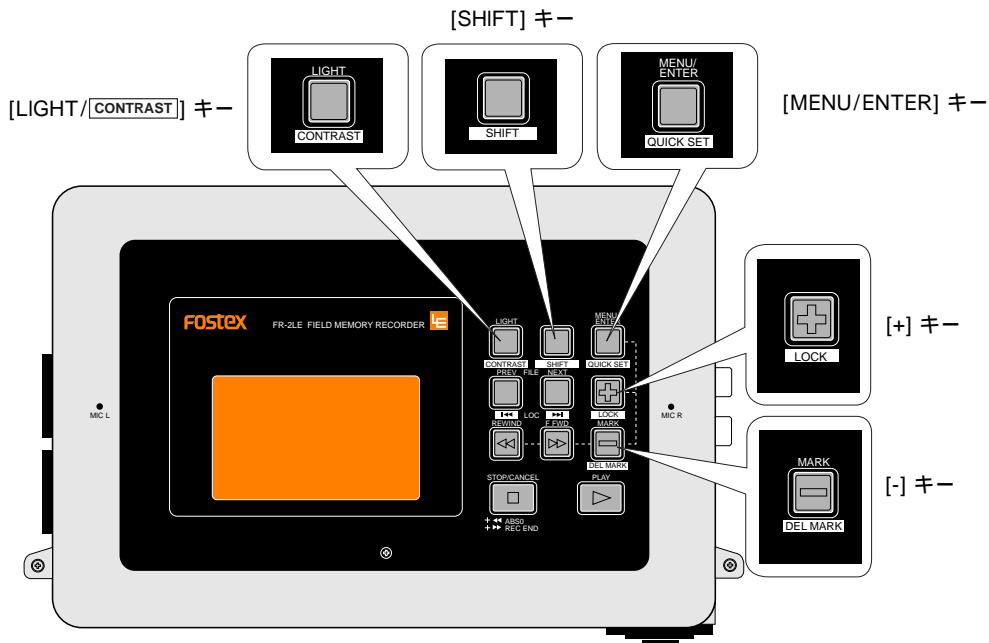 [SHIFT] キー
[LIGHT/CONTRAST] キー
[MENU/ENTER] キー
LIGHT
CONTRAST
SHIFT
MENU/
ENTER
QUICK SET
Fostex
FR-2LE FIELD MEMORY RECORDER LE
LIGHT
MENU/
ENTER
CONTRAST
SHIFT
QUICK SET
PREV FILE NEXT
LOC
LOCK
REWIND
F FWD
MARK
DEL MARK
STOP/CANCEL
PLAY
+ ◀◀ ABS0
+ ▶▶ REC END
MIC L
MIC R
LOCK
[+] キー
MARK
DEL MARK
[-] キー